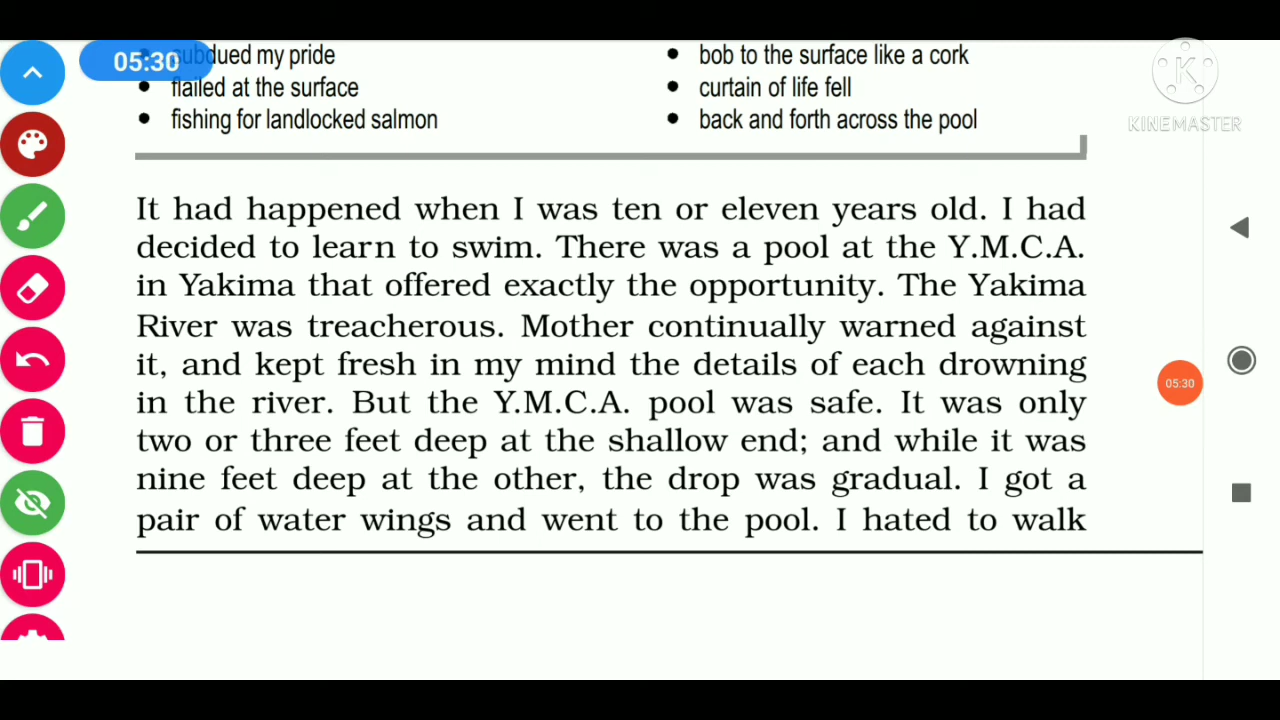 05:30
subdued my pride
flailed at the surface
fishing for landlocked salmon
bob to the surface like a cork
curtain of life fell
back and forth across the pool
K
KINEMASTER
It had happened when I was ten or eleven years old. I had
decided to learn to swim. There was a pool at the Y.M.C.A.
in Yakima that offered exactly the opportunity. The Yakima
River was treacherous. Mother continually warned against
it, and kept fresh in my mind the details of each drowning
in the river. But the Y.M.C.A. pool was safe. It was only
two or three feet deep at the shallow end; and while it was
nine feet deep at the other, the drop was gradual. I got a
pair of water wings and went to the pool. I hated to walk
05:30